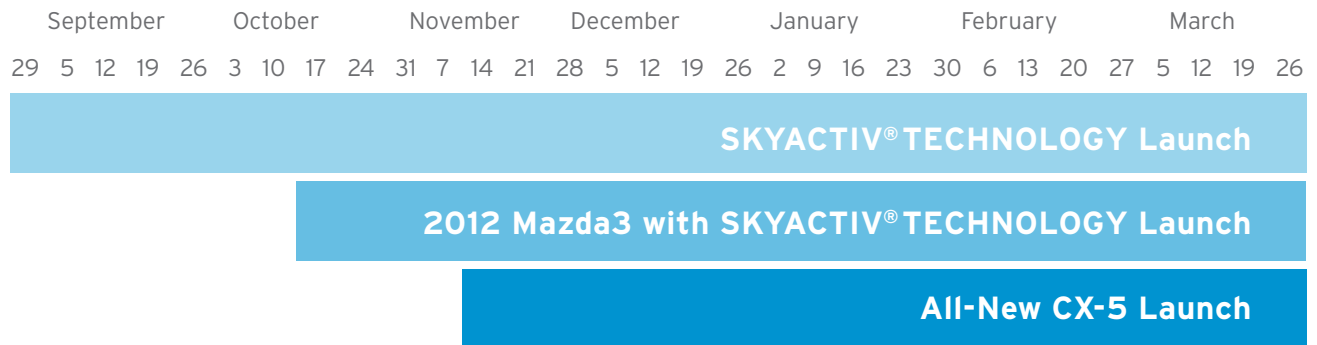 September October November December January February March
29 5 12 19 26 3 10 17 24 31 7 14 21 28 5 12 19 26 2 9 16 23 30 6 13 20 27 5 12 19 26
SKYACTIV® TECHNOLOGY Launch
2012 Mazda3 with SKYACTIV® TECHNOLOGY Launch
All-New CX-5 Launch